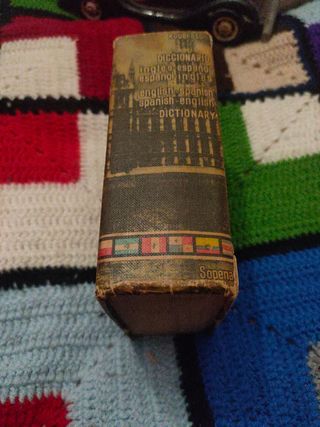 DICCIONARIO
inglés-español
español-inglés
english-spanish
spanish-english
DICTIONARY
Sopena